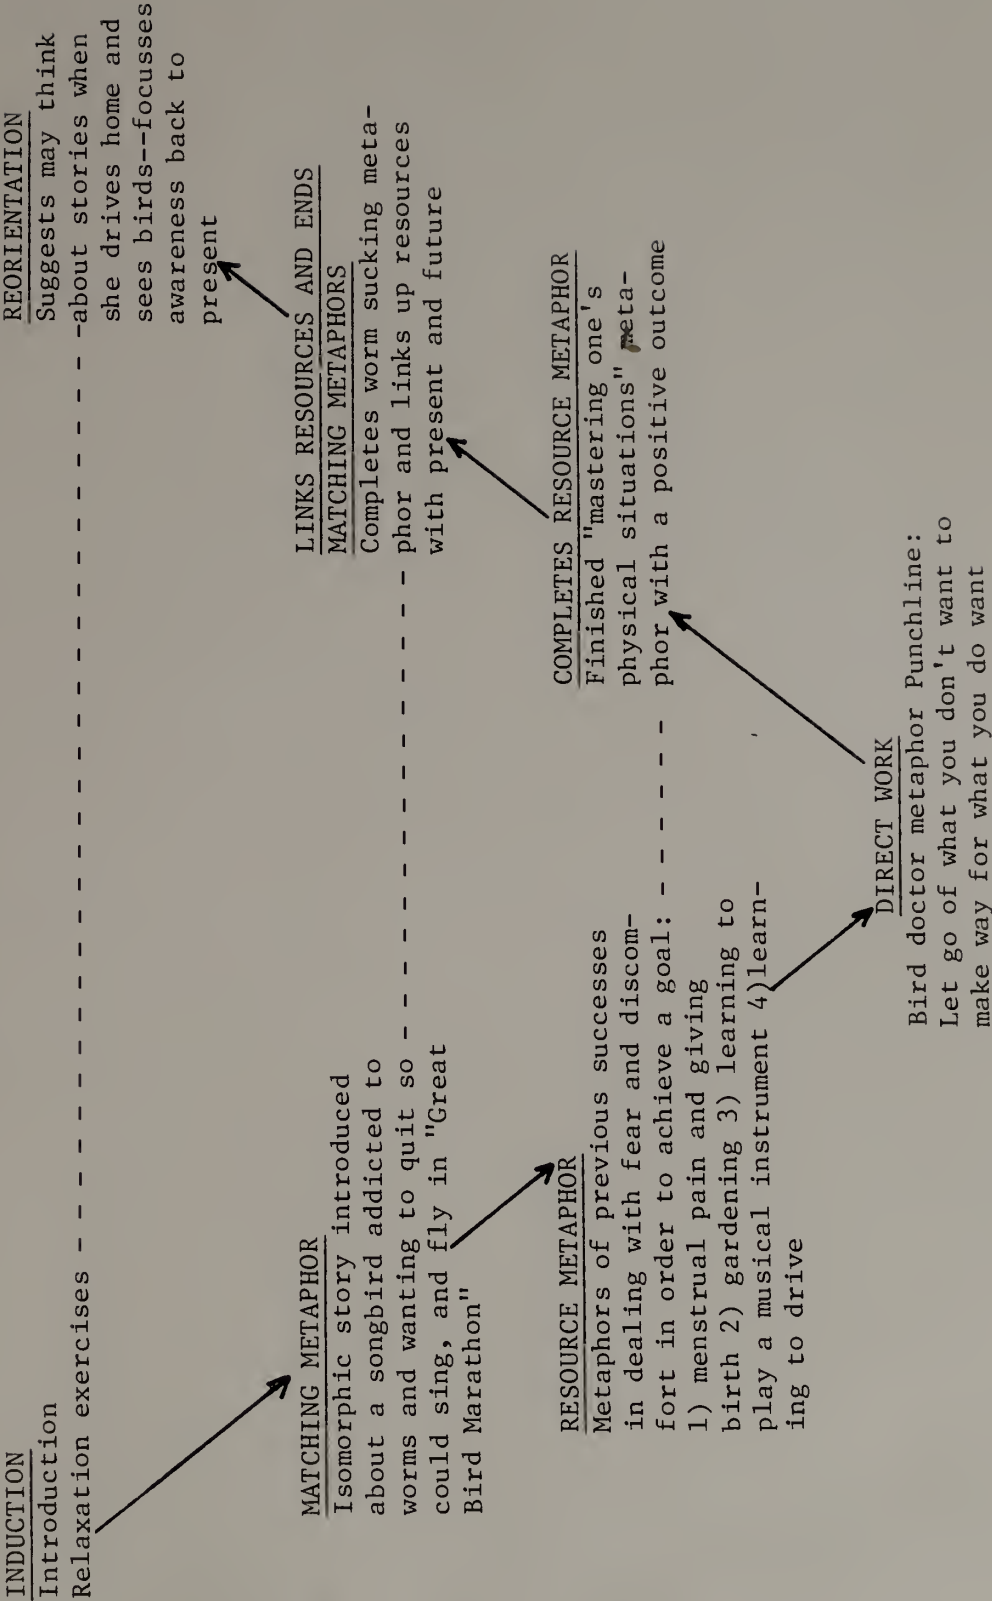 INDUCTION
Introduction
Relaxation exercises
MATCHING METAPHOR
Isomorphic story introduced
about a songbird addicted to
worms and wanting to quit so
could sing, and fly in "Great
Bird Marathon"
RESOURCE METAPHOR
Metaphors of previous successes
in dealing with fear and discom-
fort in order to achieve a goal:
1) menstrual pain and giving
birth 2) gardening 3) learning to
play a musical instrument 4)learn-
ing to drive
DIRECT WORK
Bird doctor metaphor Punchline:
Let go of what you don't want to
make way for what you do want
COMPLETES RESOURCE METAPHOR
Finished "mastering one's
physical situations" meta-
phor with a positive outcome
LINKS RESOURCES AND ENDS
MATCHING METAPHORS
Completes worm sucking meta-
phor and links up resources
with present and future
REORIENTATION
Suggests may think
about stories when
she drives home and
sees birds--focusses
awareness back to
present